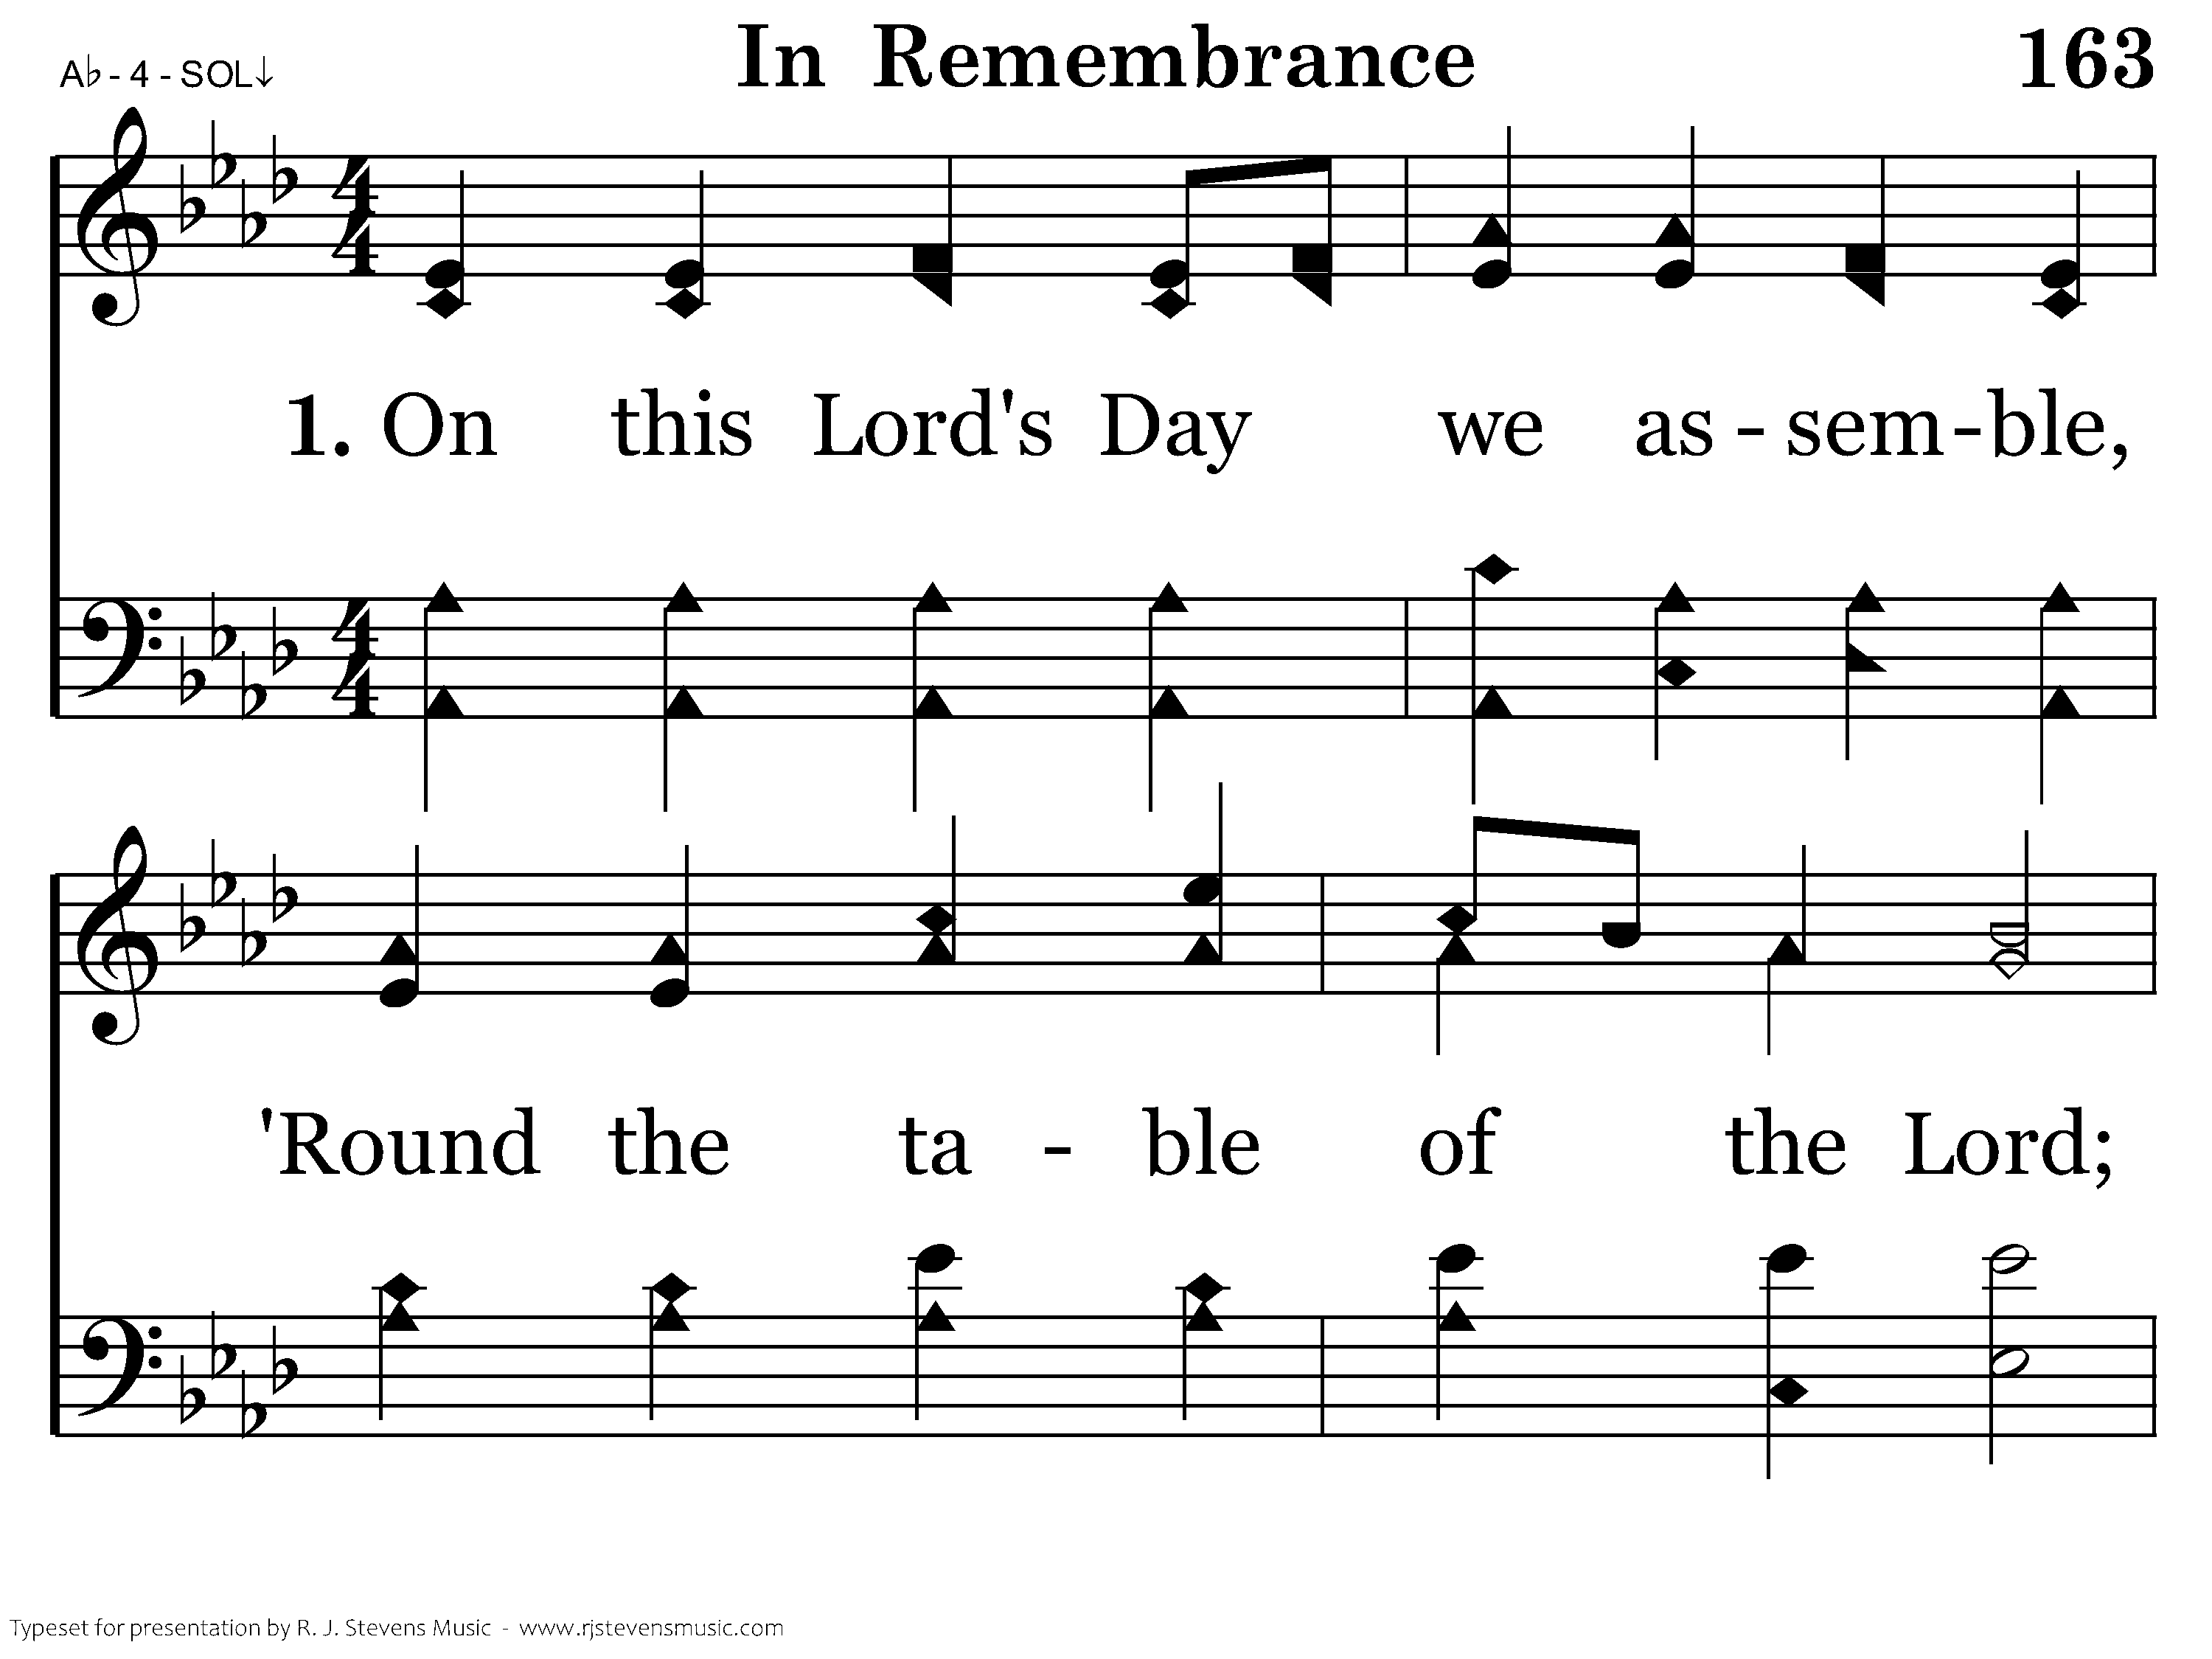 In Remembrance 163
A♭ - 4 - SOL↓
1. On this Lord's Day we as - sem - ble,
'Round the ta - ble of the Lord;
Typeset for presentation by R. J. Stevens Music - www.rjstevensmusic.com